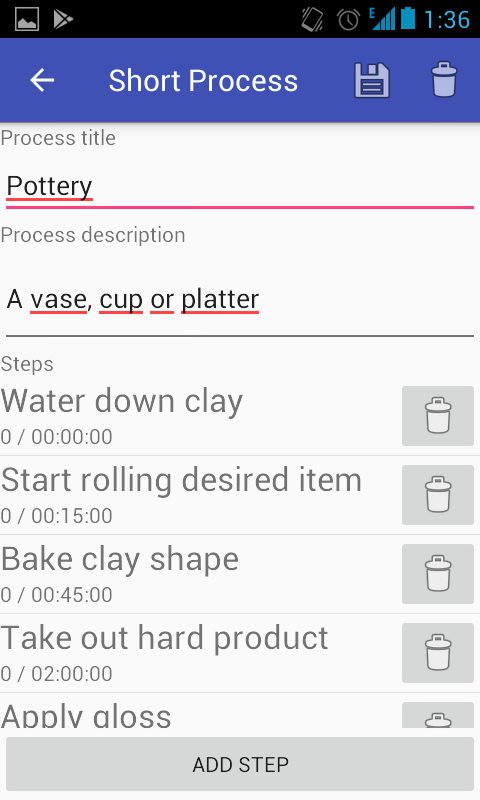 E 1:36
Short Process
Process title
Pottery
Process description
A vase, cup or platter
Steps
Water down clay
0 / 00:00:00
Start rolling desired item
0 / 00:15:00
Bake clay shape
0 / 00:45:00
Take out hard product
0 / 02:00:00
Apply gloss
ADD STEP